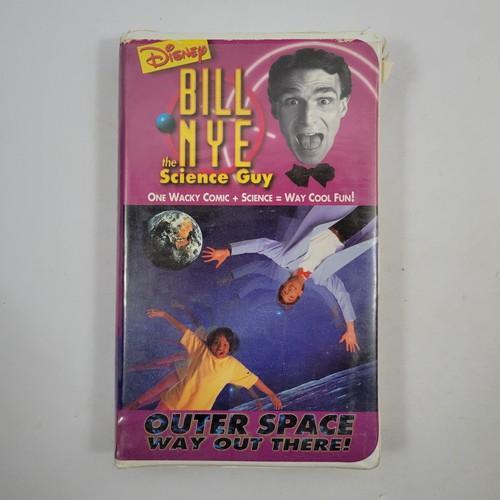 Disney
BILL
NYE
the
Science Guy
One Wacky Comic + Science = Way Cool Fun!
OUTER SPACE
WAY OUT THERE!